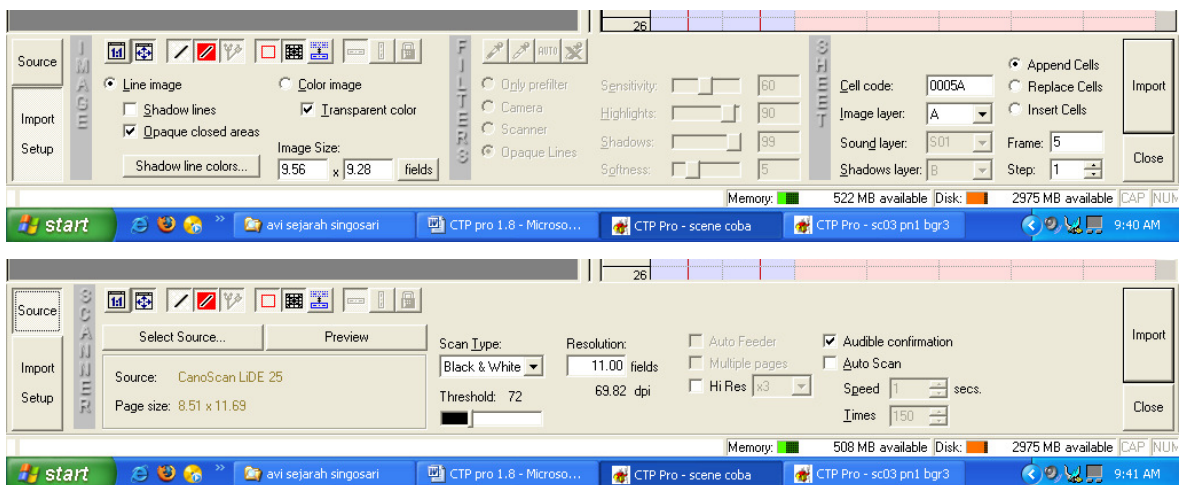 26
Source
Import
Setup
IMAGE
1:1
Line image
Color image
Shadow lines
Transparent color
Opaque closed areas
Image Size:
Shadow line colors...
9.56 x 9.28 fields
FILTERS
AUTO
Only prefilter
Camera
Scanner
Opaque Lines
Sensitivity: 60
Highlights: 90
Shadows: 99
Softness: 5
SHEET
Cell code: 0005A
Image layer: A
Sound layer: S01
Shadows layer: B
Append Cells
Replace Cells
Insert Cells
Frame: 5
Step: 1
Import
Close
Memory: 522 MB available Disk: 2975 MB available CAP NUM
start » avi sejarah singosari CTP pro 1.8 - Microso... CTP Pro - scene coba CTP Pro - sc03 pn1 bgr3 9:40 AM
26
Source
Import
Setup
SCANNER
1:1
Select Source... Preview
Source: CanoScan LiDE 25
Page size: 8.51 x 11.69
Scan Type:
Black & White
Threshold: 72
Resolution:
11.00 fields
69.82 dpi
Auto Feeder
Multiple pages
Hi Res x3
Audible confirmation
Auto Scan
Speed 1 secs.
Times 150
Import
Close
Memory: 508 MB available Disk: 2975 MB available CAP NUM
start » avi sejarah singosari CTP pro 1.8 - Microso... CTP Pro - scene coba CTP Pro - sc03 pn1 bgr3 9:41 AM